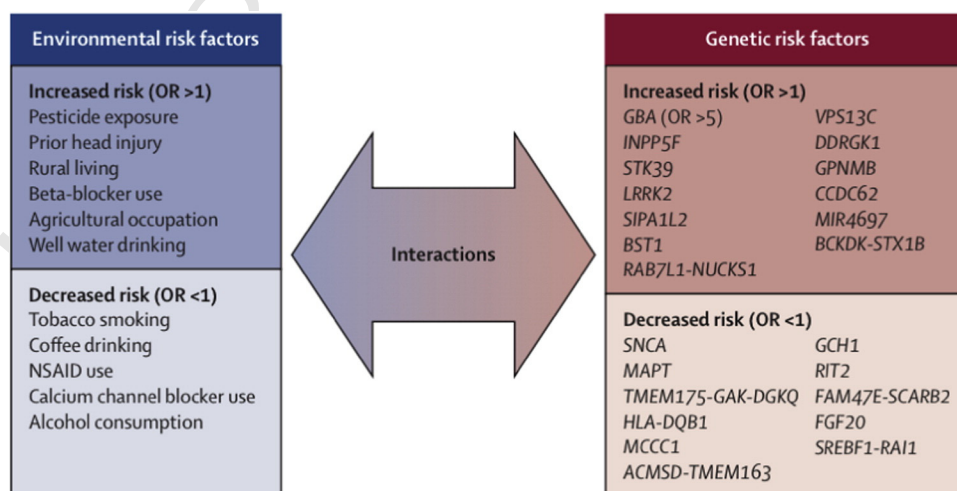 Environmental risk factors
Increased risk (OR >1)
Pesticide exposure
Prior head injury
Rural living
Beta-blocker use
Agricultural occupation
Well water drinking
Decreased risk (OR <1)
Tobacco smoking
Coffee drinking
NSAID use
Calcium channel blocker use
Alcohol consumption
Interactions
Genetic risk factors
Increased risk (OR >1)
GBA (OR >5)
INPP5F
STK39
LRRK2
SIPA1L2
BST1
RAB7L1-NUCKS1
VPS13C
DDRGK1
GPNMB
CCDC62
MIR4697
BCKDK-STX1B
Decreased risk (OR <1)
SNCA
MAPT
TMEM175-GAK-DGKQ
HLA-DQB1
MCCC1
ACMSD-TMEM163
GCH1
RIT2
FAM47E-SCARB2
FGF20
SREBF1-RAI1